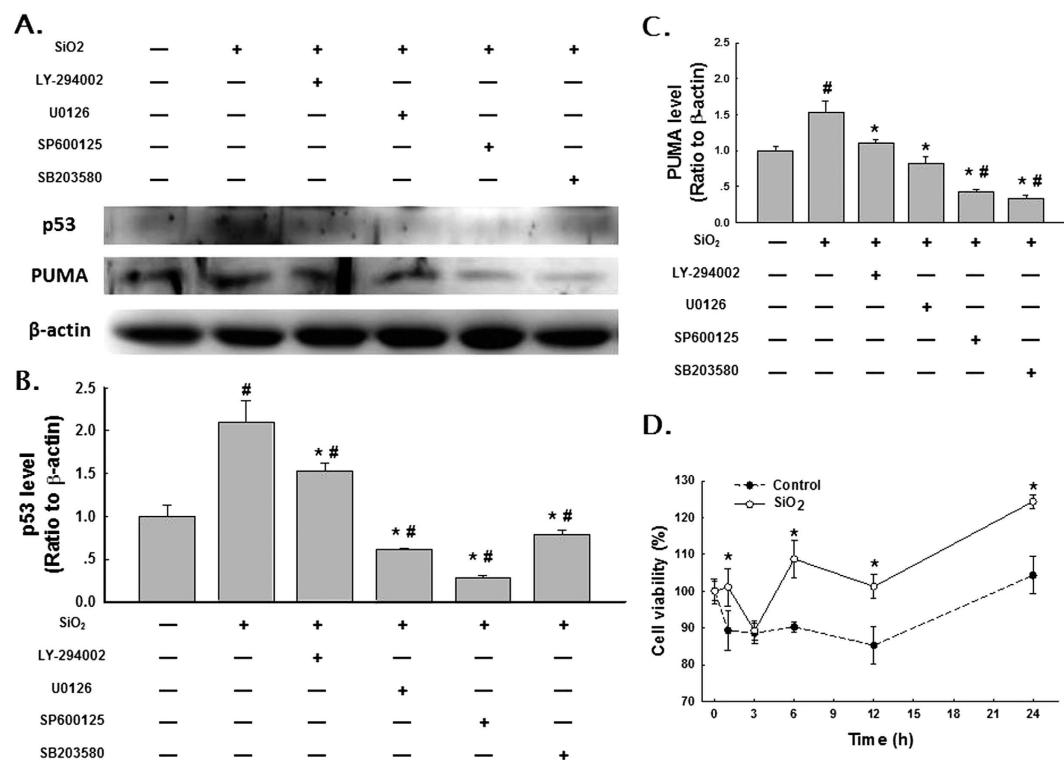 A.
SiO2 — + + + + +
LY-294002 — — + — — —
U0126 — — — + — —
SP600125 — — — — + —
SB203580 — — — — — +
p53
PUMA
β-actin
B.
p53 level
(Ratio to β-actin)
2.5
2.0
1.5
1.0
.5
0.0
#
* #
* #
* #
* #
SiO₂ — + + + + +
LY-294002 — — + — — —
U0126 — — — + — —
SP600125 — — — — + —
SB203580 — — — — — +
C.
PUMA level
(Ratio to β-actin)
2.5
2.0
1.5
1.0
.5
0.0
#
*
*
* #
* #
SiO₂ — + + + + +
LY-294002 — — + — — —
U0126 — — — + — —
SP600125 — — — — + —
SB203580 — — — — — +
D.
Cell viability (%)
130
120
110
100
90
80
70
Control
SiO₂
* * * *
0 3 6 9 12 15 18 21 24
Time (h)